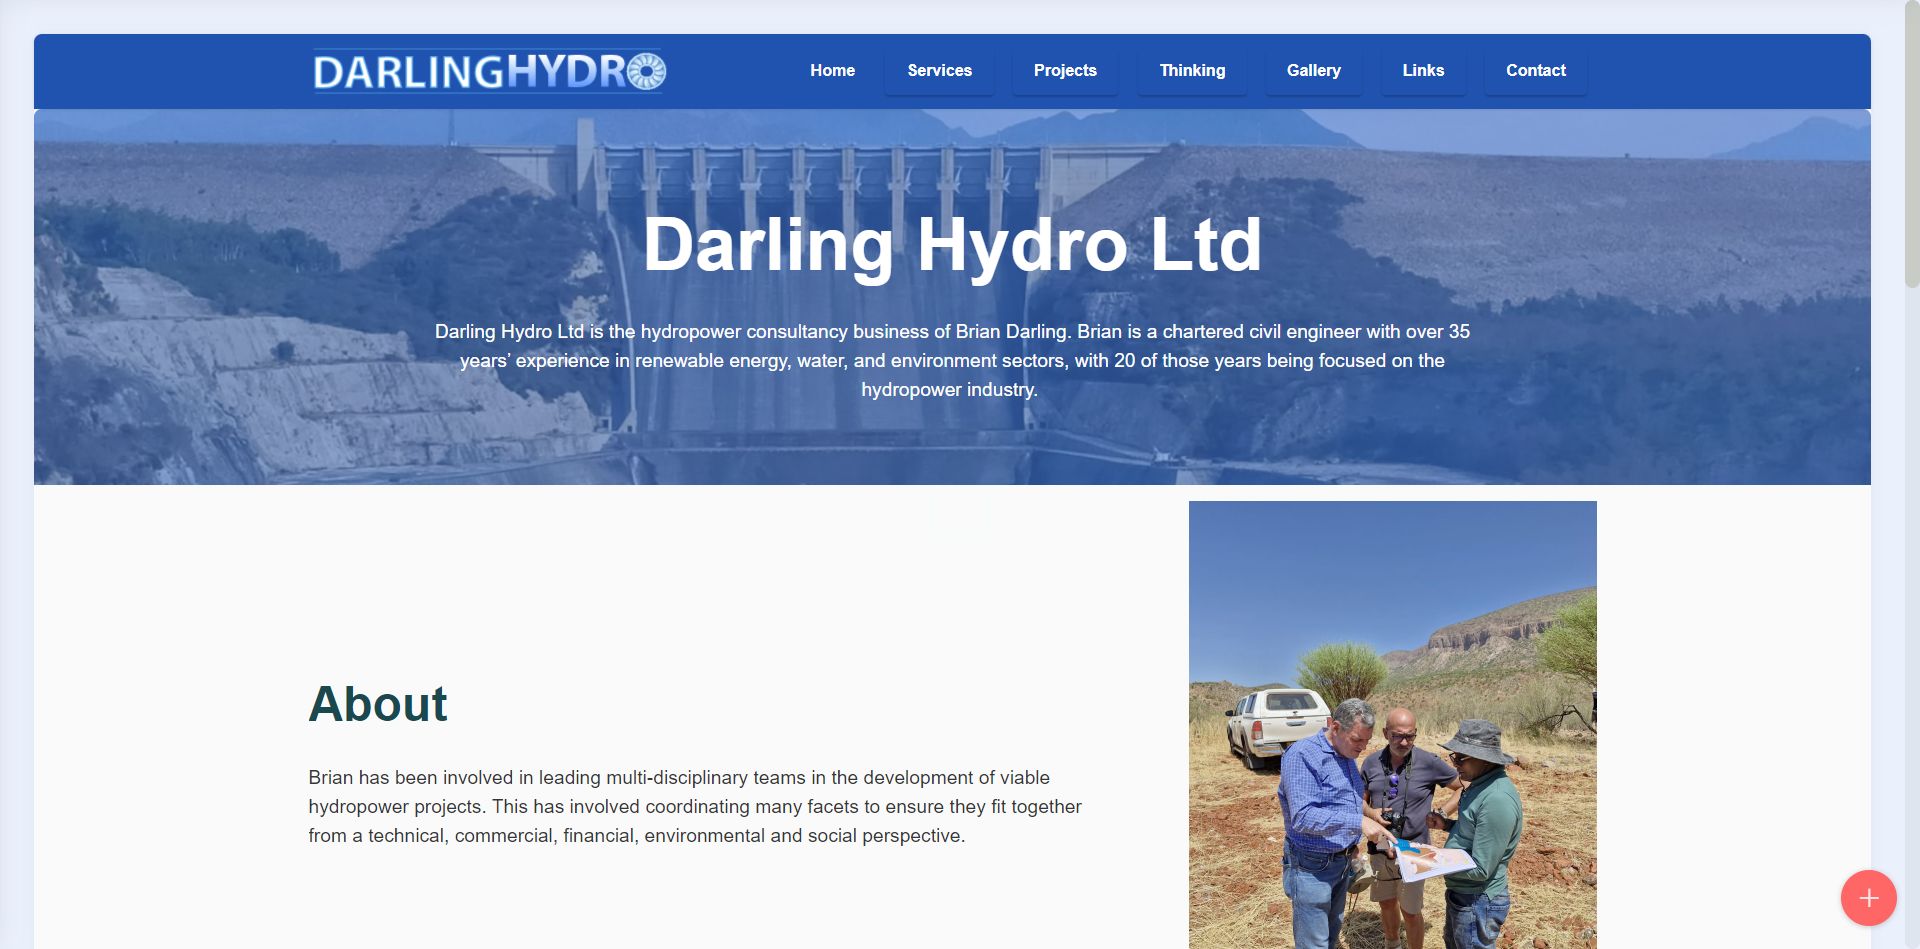 DARLINGHYDRO
Home
Services
Projects
Thinking
Gallery
Links
Contact
Darling Hydro Ltd
Darling Hydro Ltd is the hydropower consultancy business of Brian Darling. Brian is a chartered civil engineer with over 35
years’ experience in renewable energy, water, and environment sectors, with 20 of those years being focused on the
hydropower industry.
About
Brian has been involved in leading multi-disciplinary teams in the development of viable
hydropower projects. This has involved coordinating many facets to ensure they fit together
from a technical, commercial, financial, environmental and social perspective.